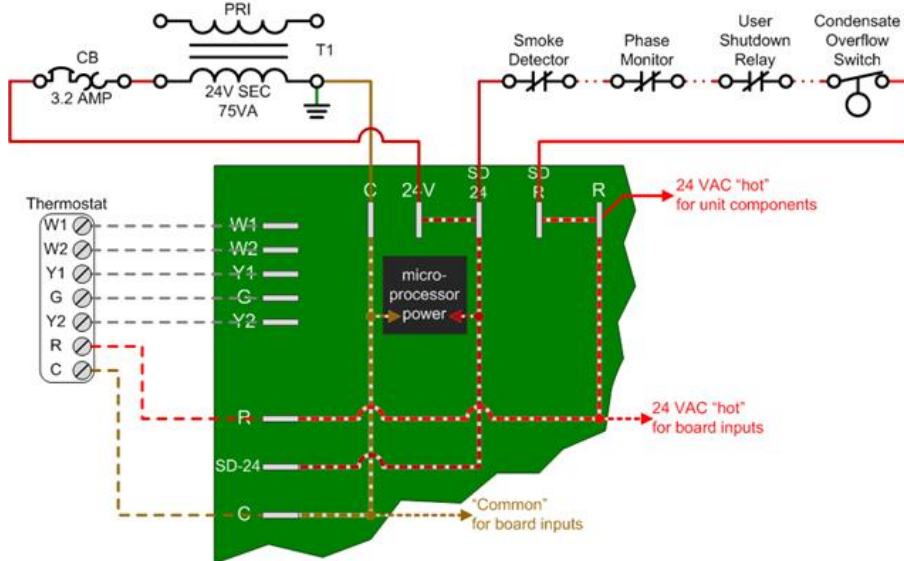 PRI
T1
CB
3.2 AMP
24V SEC
75VA
Smoke
Detector
Phase
Monitor
User
Shutdown
Relay
Condensate
Overflow
Switch
C
24V
SD
24
SD
R
R
24 VAC “hot”
for unit components
Thermostat
W1
W2
Y1
G
Y2
R
C
W1
W2
Y1
G
Y2
micro-
processor
power
R
24 VAC “hot”
for board inputs
SD-24
C
“Common”
for board inputs